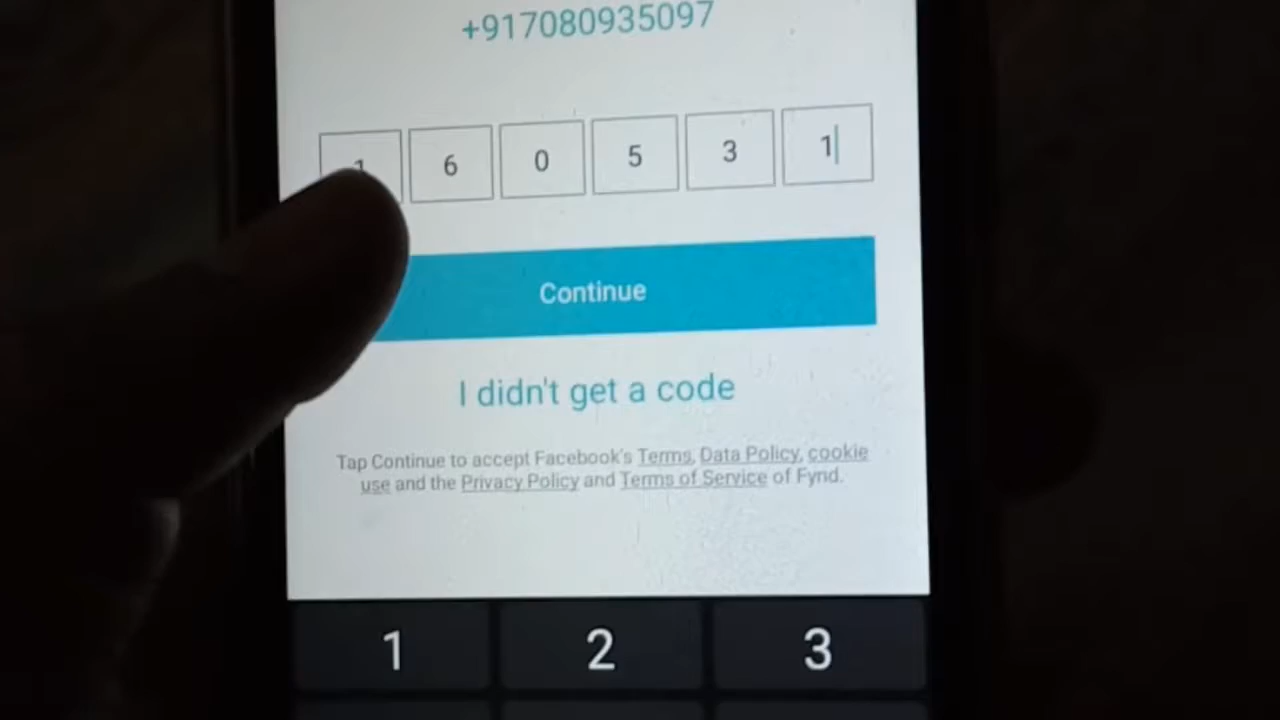 +917080935097
1 6 0 5 3 1
Continue
I didn't get a code
Tap Continue to accept Facebook's Terms, Data Policy, cookie
use and the Privacy Policy and Terms of Service of Fynd.
1 2 3